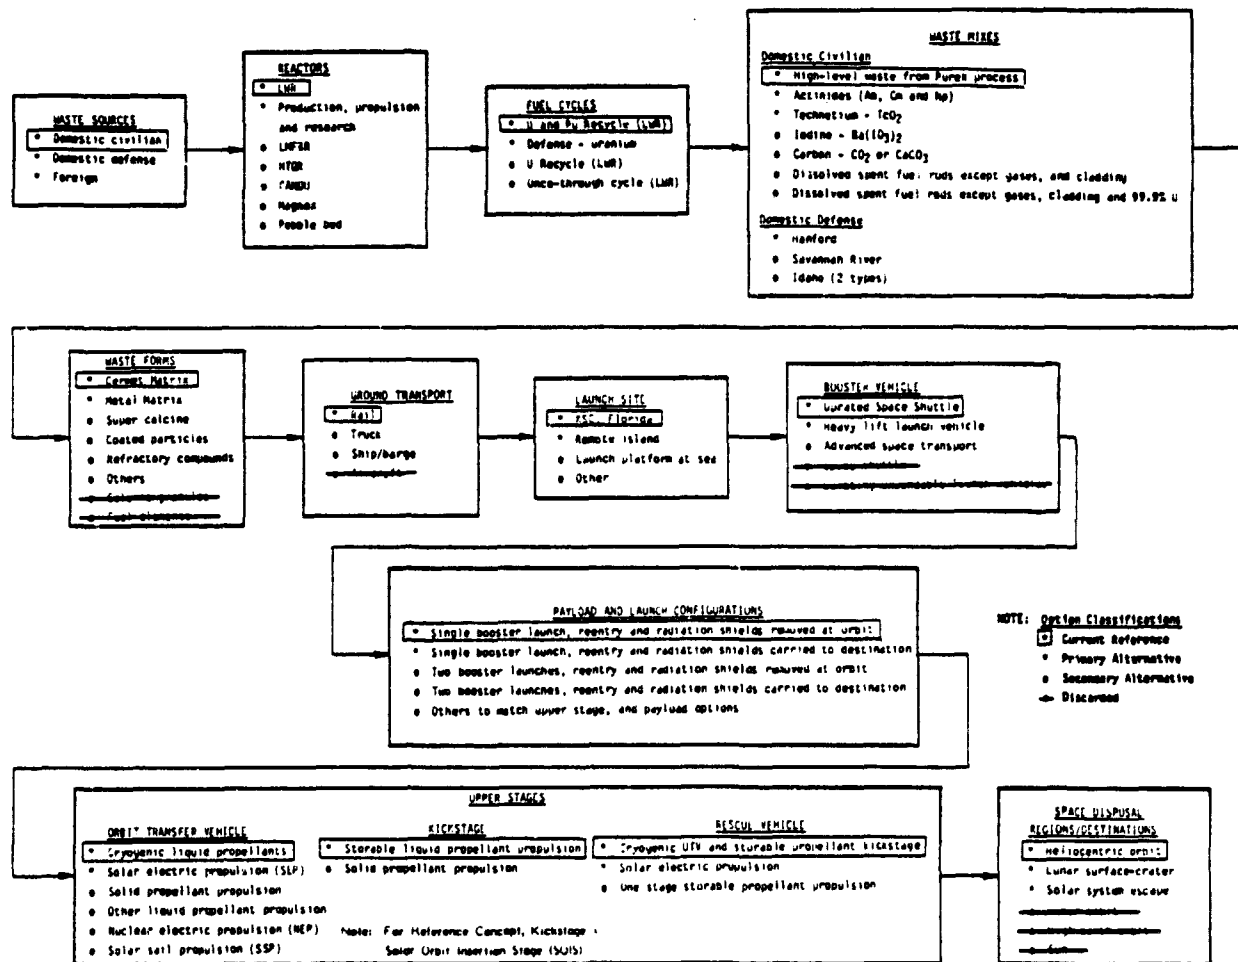 WASTE SOURCES
* Domestic civilian
* Domestic defense
* Foreign
REACTORS
* LWR
* Production, propulsion
and research
o LMFBR
o HTGR
o CANDU
o Magnox
o Pebble bed
FUEL CYCLES
* U and Pu Recycle (LWR)
* Defense - uranium
o U Recycle (LWR)
o Once-through cycle (LWR)
WASTE MIXES
Domestic Civilian
* High-level waste from Purex process
* Actinides (Am, Cm and Np)
* Technetium - TcO2
* Iodine - Ba(IO3)2
* Carbon - CO2 or CaCO3
o Dissolved spent fuel rods except gases, and cladding
o Dissolved spent fuel rods except gases, cladding and 99.9% U
Domestic Defense
* Hanford
o Savannah River
o Idaho (2 types)
WASTE FORMS
* Cermet Matrix
* Metal Matrix
o Super calcine
o Coated particles
o Refractory compounds
o Others
GROUND TRANSPORT
* Rail
o Truck
o Ship/barge
o Aircraft
LAUNCH SITE
* KSC, Florida
* Remote island
o Launch platform at sea
o Other
BOOSTER VEHICLE
* Uprated Space Shuttle
* Heavy lift launch vehicle
o Advanced space transport
o Space shuttle
PAYLOAD AND LAUNCH CONFIGURATIONS
* Single booster launch, reentry and radiation shields removed at orbit
* Single booster launch, reentry and radiation shields carried to destination
o Two booster launches, reentry and radiation shields removed at orbit
o Two booster launches, reentry and radiation shields carried to destination
o Others to match upper stage, and payload options
NOTE: Option Classifications
* Current Reference
* Primary Alternative
o Secondary Alternative
o Discarded
UPPER STAGES
ORBIT TRANSFER VEHICLE
* Cryogenic liquid propellants
* Solar electric propulsion (SEP)
o Solid propellant propulsion
o Other liquid propellant propulsion
o Nuclear electric propulsion (NEP)
o Solar sail propulsion (SSP)
KICKSTAGE
* Storable liquid propellant propulsion
o Solid propellant propulsion
Note: For Reference Concept, Kickstage =
Solar Orbit Insertion Stage (SOIS)
RESCUE VEHICLE
* Cryogenic OTV and storable propellant kickstage
* Solar electric propulsion
o One stage storable propellant propulsion
SPACE DISPOSAL
REGIONS/DESTINATIONS
* Heliocentric orbit
* Lunar surface-crater
* Solar system escape